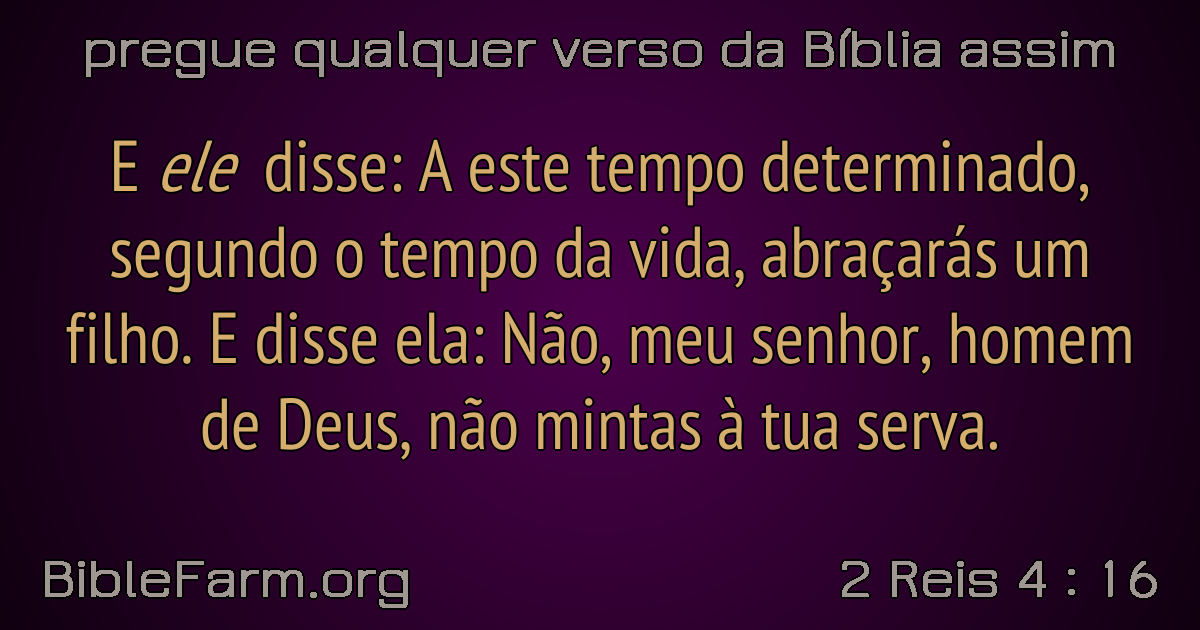 pregue qualquer verso da Bíblia assim
E ele disse: A este tempo determinado,
segundo o tempo da vida, abraçarás um
filho. E disse ela: Não, meu senhor, homem
de Deus, não mintas à tua serva.
BibleFarm.org
2 Reis 4 : 16